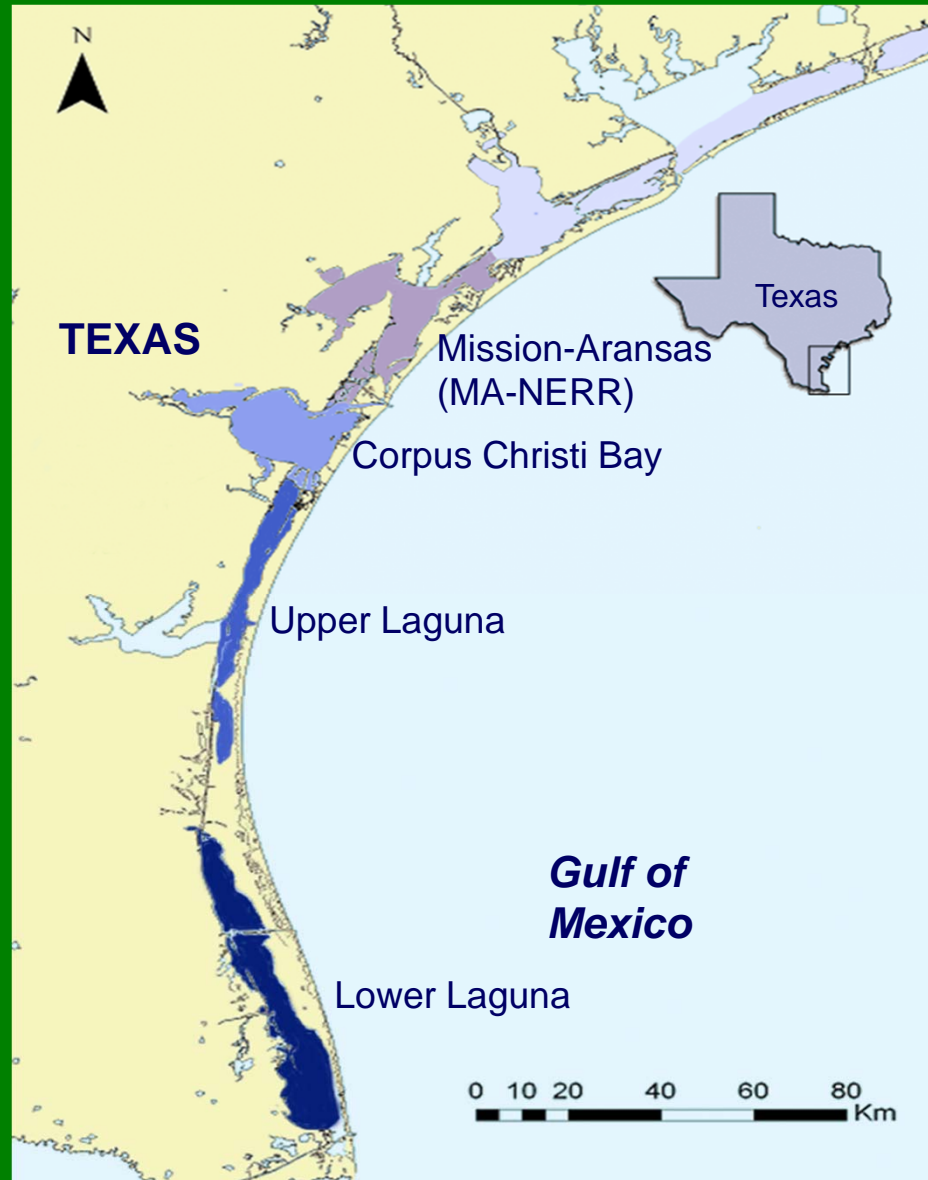 N
Texas
TEXAS
Mission-Aransas
(MA-NERR)
Corpus Christi Bay
Upper Laguna
Gulf of
Mexico
Lower Laguna
0 10 20 40 60 80
Km